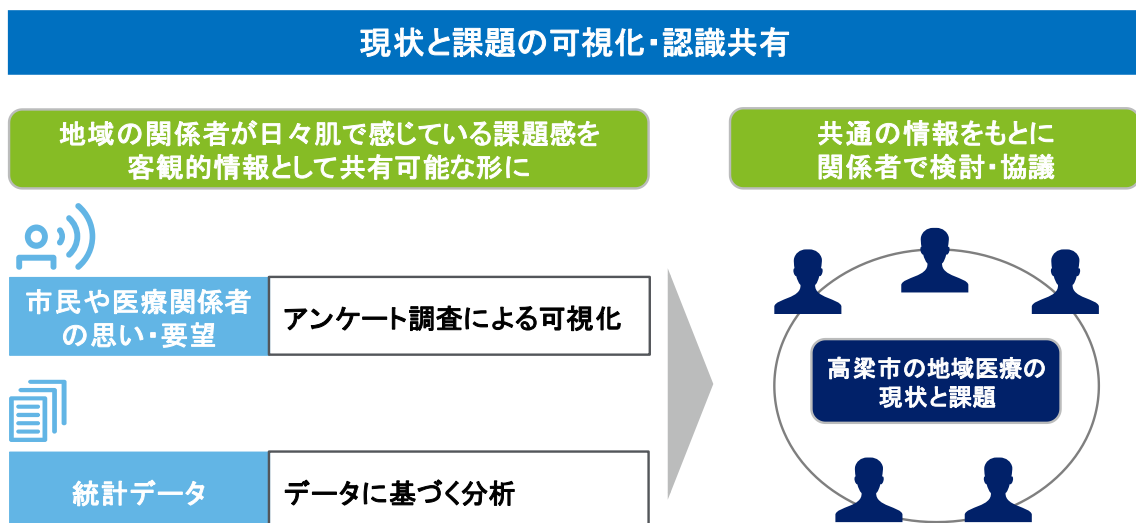 現状と課題の可視化・認識共有
地域の関係者が日々肌で感じている課題感を
客観的情報として共有可能な形に
共通の情報をもとに
関係者で検討・協議
市民や医療関係者
の思い・要望
アンケート調査による可視化
高梁市の地域医療の
現状と課題
統計データ
データに基づく分析